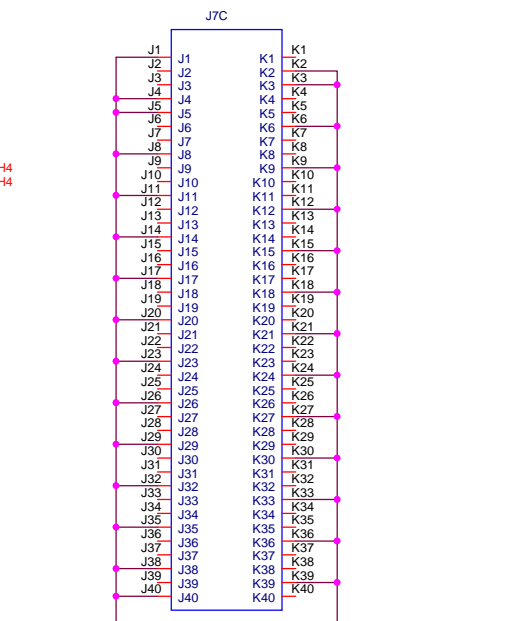 J7C
J1 J1 K1 K1
J2 J2 K2 K2
J3 J3 K3 K3
J4 J4 K4 K4
J5 J5 K5 K5
J6 J6 K6 K6
J7 J7 K7 K7
J8 J8 K8 K8
H4 J9 J9 K9 K9
H4 J10 J10 K10 K10
J11 J11 K11 K11
J12 J12 K12 K12
J13 J13 K13 K13
J14 J14 K14 K14
J15 J15 K15 K15
J16 J16 K16 K16
J17 J17 K17 K17
J18 J18 K18 K18
J19 J19 K19 K19
J20 J20 K20 K20
J21 J21 K21 K21
J22 J22 K22 K22
J23 J23 K23 K23
J24 J24 K24 K24
J25 J25 K25 K25
J26 J26 K26 K26
J27 J27 K27 K27
J28 J28 K28 K28
J29 J29 K29 K29
J30 J30 K30 K30
J31 J31 K31 K31
J32 J32 K32 K32
J33 J33 K33 K33
J34 J34 K34 K34
J35 J35 K35 K35
J36 J36 K36 K36
J37 J37 K37 K37
J38 J38 K38 K38
J39 J39 K39 K39
J40 J40 K40 K40